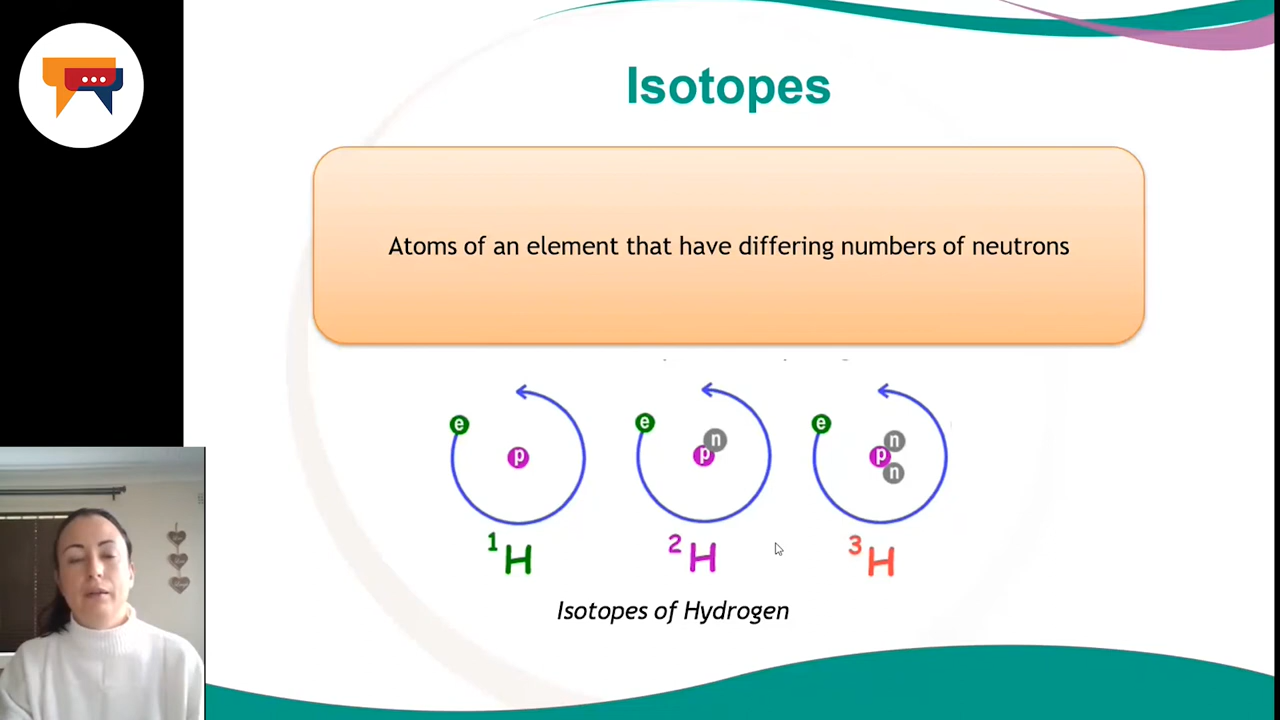 Isotopes
Atoms of an element that have differing numbers of neutrons
e p
e p n
e p n n
1H
2H
3H
Isotopes of Hydrogen